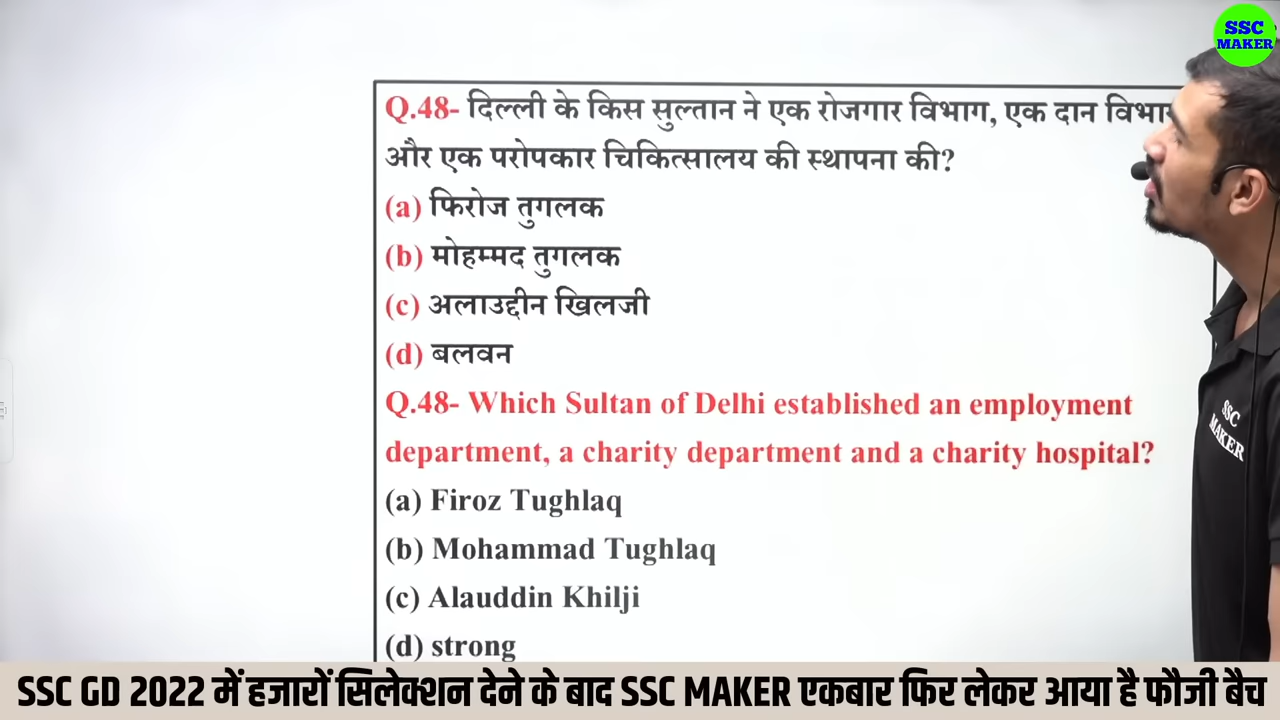 SSC
MAKER
Q.48- दिल्ली के किस सुल्तान ने एक रोजगार विभाग, एक दान
और एक परोपकार चिकित्सालय की स्थापना की?
(a) फिरोज तुगलक
(b) मोहम्मद तुगलक
(c) अलाउद्दीन खिलजी
(d) बलवन
Q.48- Which Sultan of Delhi established an employment
department, a charity department and a charity hospital?
(a) Firoz Tughlaq
(b) Mohammad Tughlaq
(c) Alauddin Khilji
(d) strong
SSC
MAKER
SSC GD 2022 में हजारों सिलेक्शन देने के बाद SSC MAKER एकबार फिर लेकर आया है फौजी बैच